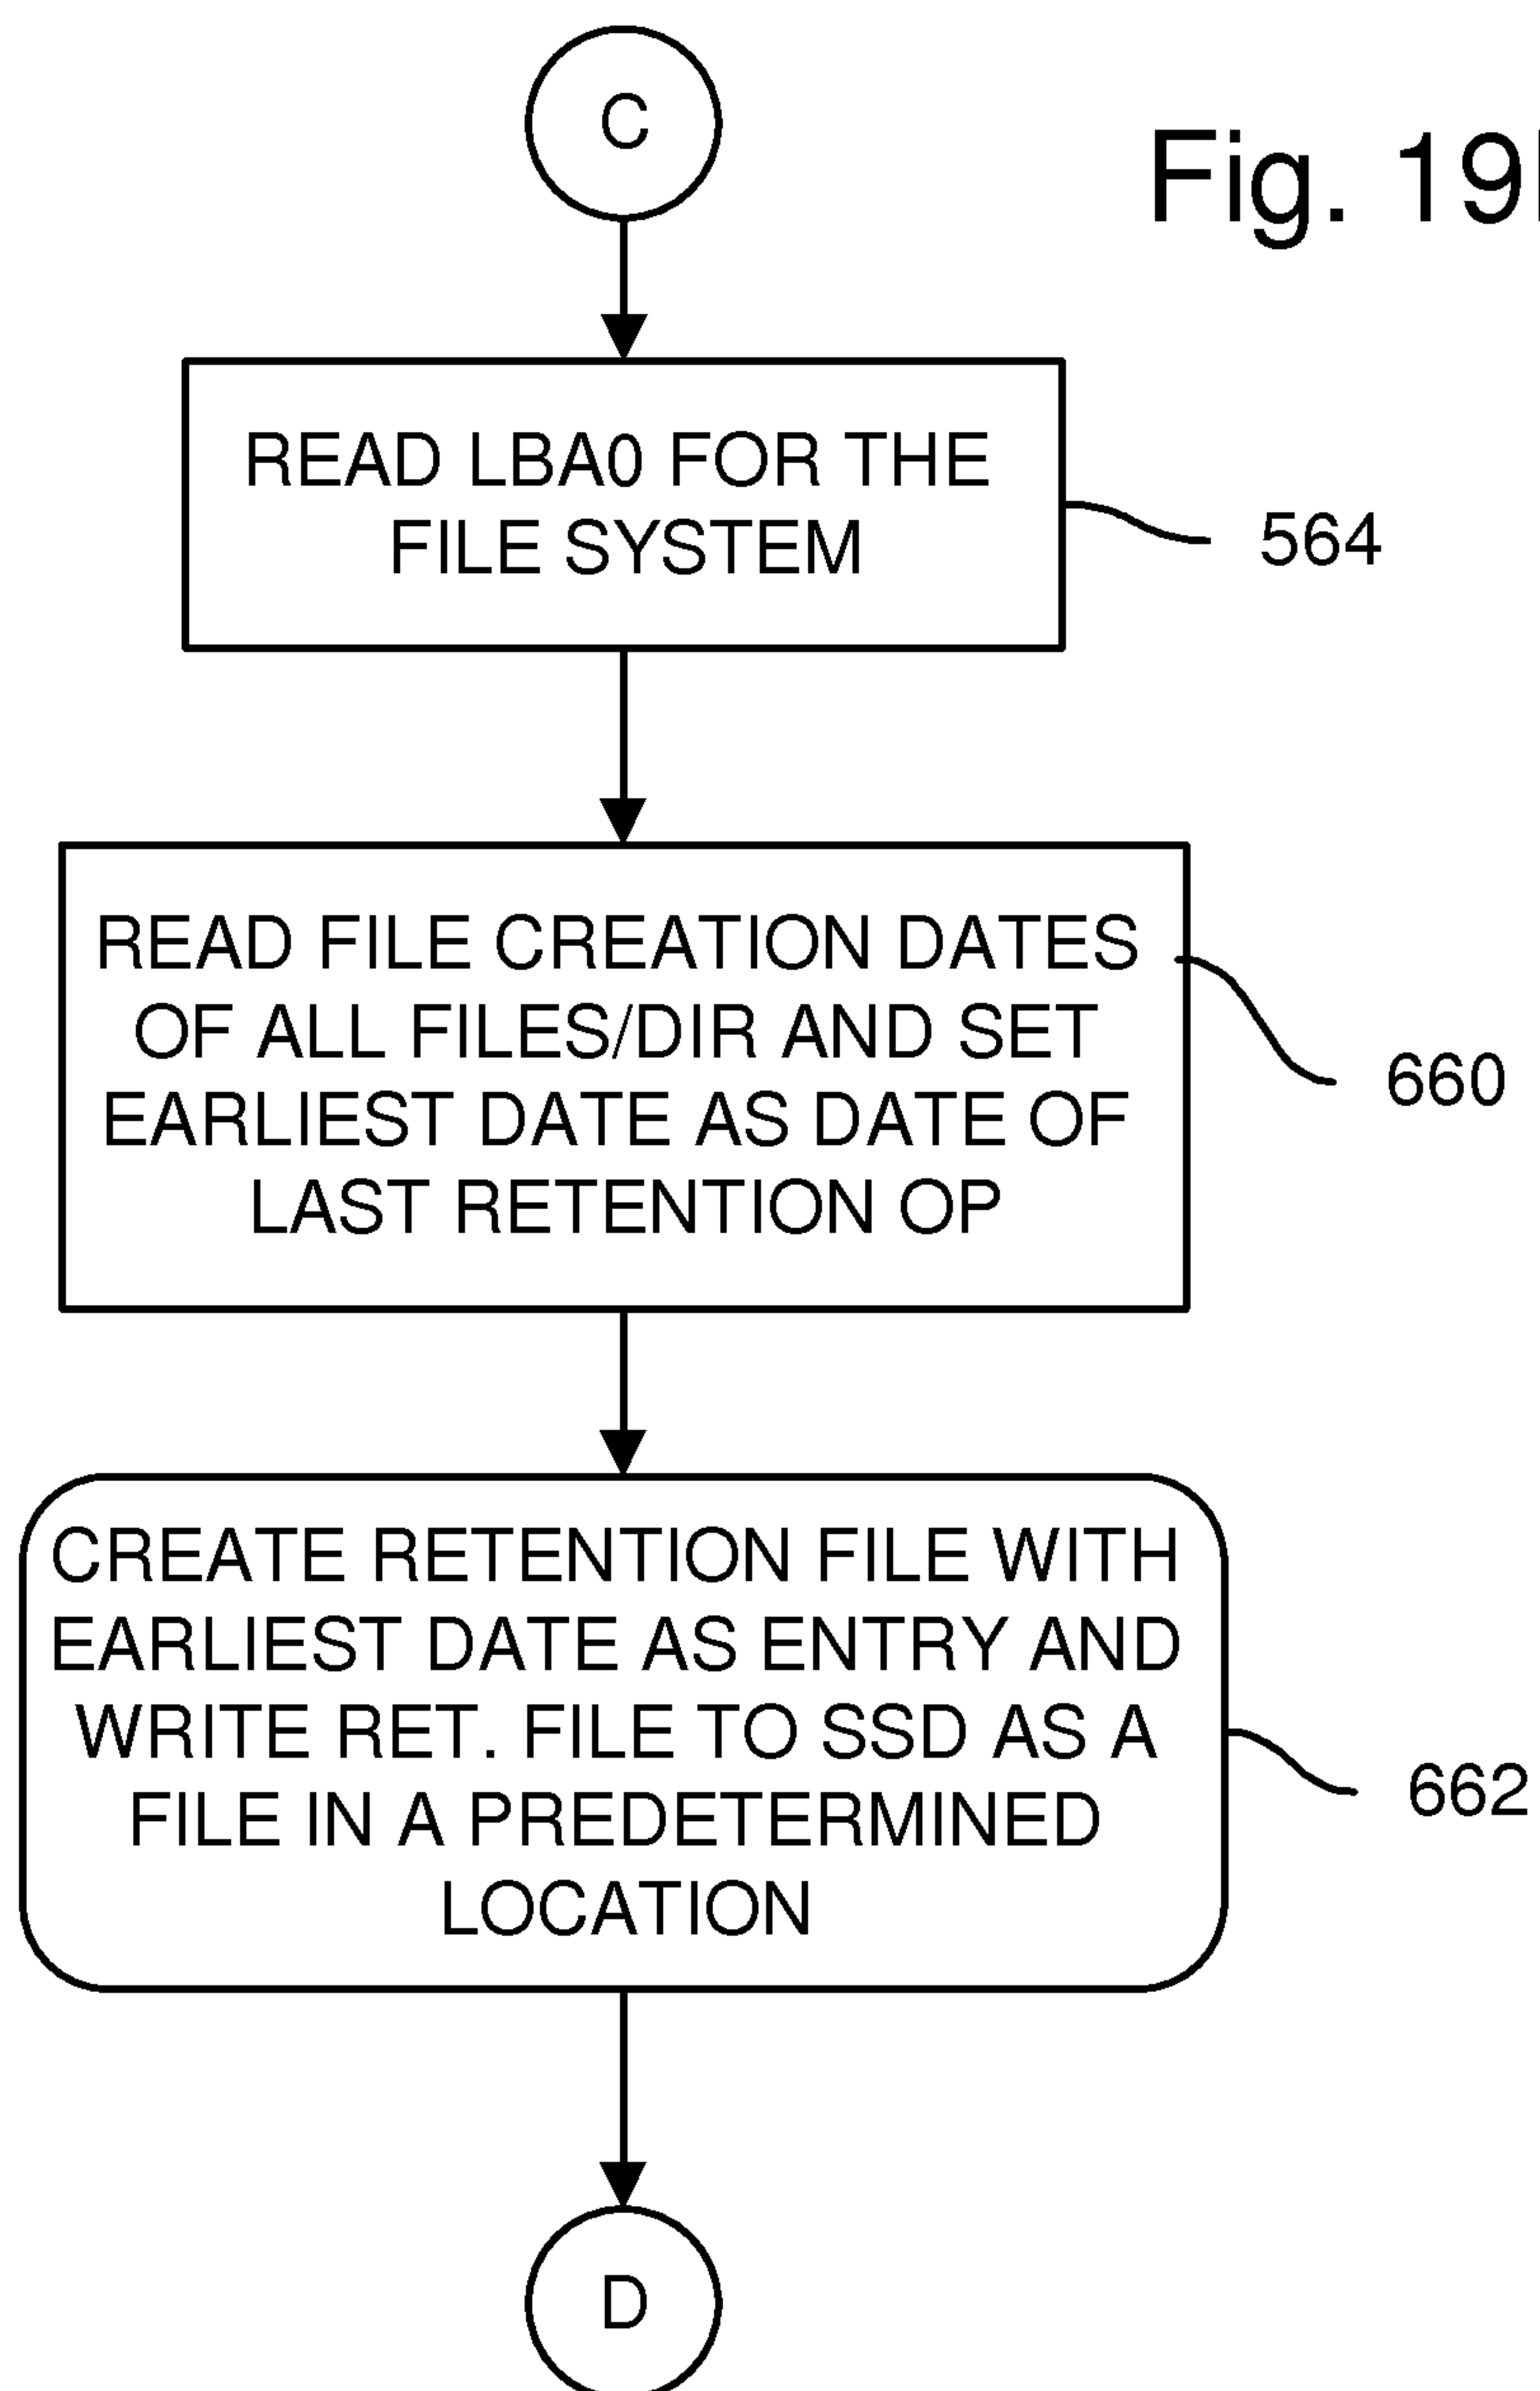 C
Fig. 19
READ LBA0 FOR THE
FILE SYSTEM
564
READ FILE CREATION DATES
OF ALL FILES/DIR AND SET
EARLIEST DATE AS DATE OF
LAST RETENTION OP
660
CREATE RETENTION FILE WITH
EARLIEST DATE AS ENTRY AND
WRITE RET. FILE TO SSD AS A
FILE IN A PREDETERMINED
LOCATION
662
D